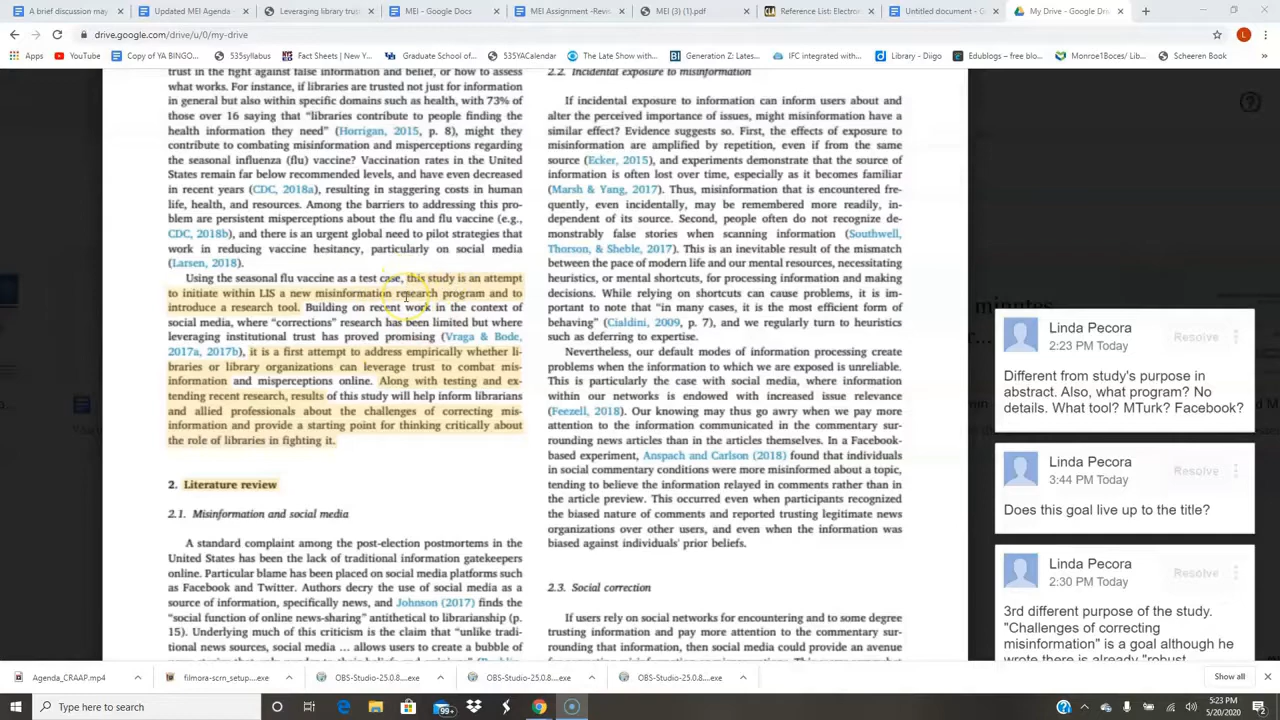 A brief discussion may
Updated MEI Agenda -
Leveraging library trus
MEI - Google Docs
MEI Assignment -Revie
MEI (3) (1).pdf
Reference List: Electron
Untitled document - G
My Drive - Google Dri
drive.google.com/drive/u/0/my-drive
Apps
YouTube
Copy of YA BINGO...
535syllabus
Fact Sheets | New Y...
Graduate School of...
535YACalendar
The Late Show with...
Generation Z: Lates...
IFC integrated with...
Library - Diigo
Edublogs – free blo...
Monroe1Boces/ Lib...
Scheeren Book
trust in the fight against false information and belief, or how to assess
what works. For instance, if libraries are trusted not just for information
in general but also within specific domains such as health, with 73% of
those over 16 saying that “libraries contribute to people finding the
health information they need” (Horrigan, 2015, p. 8), might they
contribute to combating misinformation and misperceptions regarding
the seasonal influenza (flu) vaccine? Vaccination rates in the United
States remain far below recommended levels, and have even decreased
in recent years (CDC, 2018a), resulting in staggering costs in human
life, health, and resources. Among the barriers to addressing this pro-
blem are persistent misperceptions about the flu and flu vaccine (e.g.,
CDC, 2018b), and there is an urgent global need to pilot strategies that
work in reducing vaccine hesitancy, particularly on social media
(Larsen, 2018).
Using the seasonal flu vaccine as a test case, this study is an attempt
to initiate within LIS a new misinformation research program and to
introduce a research tool. Building on recent work in the context of
social media, where “corrections” research has been limited but where
leveraging institutional trust has proved promising (Vraga & Bode,
2017a, 2017b), it is a first attempt to address empirically whether li-
braries or library organizations can leverage trust to combat mis-
information and misperceptions online. Along with testing and ex-
tending recent research, results of this study will help inform librarians
and allied professionals about the challenges of correcting mis-
information and provide a starting point for thinking critically about
the role of libraries in fighting it.
2. Literature review
2.1. Misinformation and social media
A standard complaint among the post-election postmortems in the
United States has been the lack of traditional information gatekeepers
online. Particular blame has been placed on social media platforms such
as Facebook and Twitter. Authors decry the use of social media as a
source of information, specifically news, and Johnson (2017) finds the
“social function of online news-sharing” antithetical to librarianship (p.
15). Underlying much of this criticism is the claim that “unlike tradi-
tional news sources, social media … allows users to create a bubble of
2.2. Incidental exposure to misinformation
If incidental exposure to information can inform users about and
alter the perceived importance of issues, might misinformation have a
similar effect? Evidence suggests so. First, the effects of exposure to
misinformation are amplified by repetition, even if from the same
source (Ecker, 2015), and experiments demonstrate that the source of
information is often lost over time, especially as it becomes familiar
(Marsh & Yang, 2017). Thus, misinformation that is encountered fre-
quently, even incidentally, may be remembered more readily, in-
dependent of its source. Second, people often do not recognize de-
monstrably false stories when scanning information (Southwell,
Thorson, & Sheble, 2017). This is an inevitable result of the mismatch
between the pace of modern life and our mental resources, necessitating
heuristics, or mental shortcuts, for processing information and making
decisions. While relying on shortcuts can cause problems, it is im-
portant to note that “in many cases, it is the most efficient form of
behaving” (Cialdini, 2009, p. 7), and we regularly turn to heuristics
such as deferring to expertise.
Nevertheless, our default modes of information processing create
problems when the information to which we are exposed is unreliable.
This is particularly the case with social media, where information
within our networks is endowed with increased issue relevance
(Feezell, 2018). Our knowing may thus go awry when we pay more
attention to the information communicated in the commentary sur-
rounding news articles than in the articles themselves. In a Facebook-
based experiment, Anspach and Carlson (2018) found that individuals
in social commentary conditions were more misinformed about a topic,
tending to believe the information relayed in comments rather than in
the article preview. This occurred even when participants recognized
the biased nature of comments and reported trusting legitimate news
organizations over other users, and even when the information was
biased against individuals' prior beliefs.
2.3. Social correction
If users rely on social networks for encountering and to some degree
trusting information and pay more attention to the commentary sur-
rounding that information, then social media could provide an avenue
minutes
Linda Pecora
2:23 PM Today
Resolve
Different from study's purpose in
abstract. Also, what program? No
details. What tool? MTurk? Facebook?
Linda Pecora
3:44 PM Today
Resolve
Does this goal live up to the title?
Linda Pecora
2:30 PM Today
Resolve
3rd different purpose of the study.
"Challenges of correcting
misinformation" is a goal although he
wrote there is already "robust
Agenda_CRAAP.mp4
filmora-scrn_setup....exe
OBS-Studio-25.0.8....exe
OBS-Studio-25.0.8....exe
OBS-Studio-25.0.8....exe
Show all
Type here to search
99+
5:23 PM
5/20/2020
2